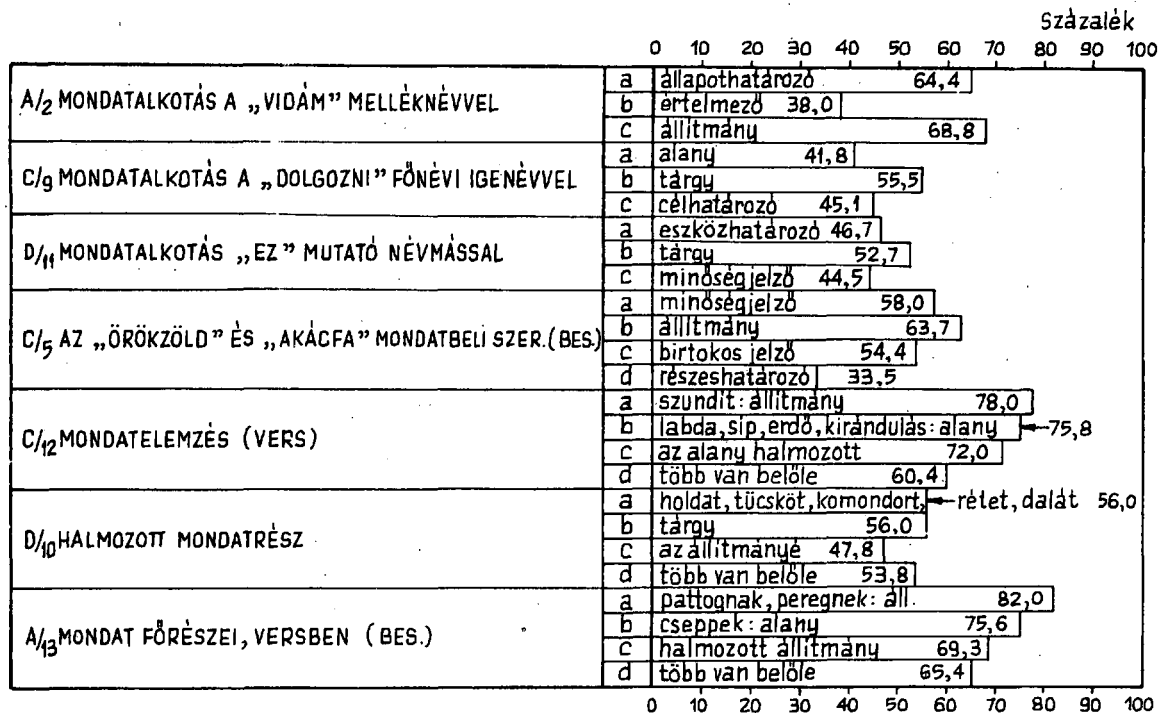 Százalék
0 10 20 30 40 50 60 70 80 90 100
A/2 MONDATALKOTÁS A „VIDÁM” MELLÉKNÉVVEL
a állapothatározó 64,4
b értelmező 38,0
c állítmány 68,8
C/9 MONDATALKOTÁS A „DOLGOZNI” FŐNÉVI IGENÉVVEL
a alany 41,8
b tárgy 55,5
c célhatározó 45,1
D/11 MONDATALKOTÁS „EZ” MUTATÓ NÉVMÁSSAL
a eszközhatározó 46,7
b tárgy 52,7
c minőségjelző 44,5
C/5 AZ „ÖRÖKZÖLD” ÉS „AKÁCFA” MONDATBELI SZER.(BES.)
a minőségjelző 58,0
b állítmány 63,7
c birtokos jelző 54,4
d részeshatározó 33,5
C/12 MONDATELEMZÉS (VERS)
a szundít: állítmány 78,0
b labda, síp, erdő, kirándulás: alany 75,8
c az alany halmozott 72,0
d több van belőle 60,4
D/10 HALMOZOTT MONDATRÉSZ
a holdat, tücsköt, komondort, rétet, dalát 56,0
b tárgy 56,0
c az állítmányé 47,8
d több van belőle 53,8
A/13 MONDAT FŐRÉSZEI, VERSBEN (BES.)
a pattognak, peregnek: áll. 82,0
b cseppek: alany 75,6
c halmozott állítmány 69,3
d több van belőle 65,4
0 10 20 30 40 50 60 70 80 90 100